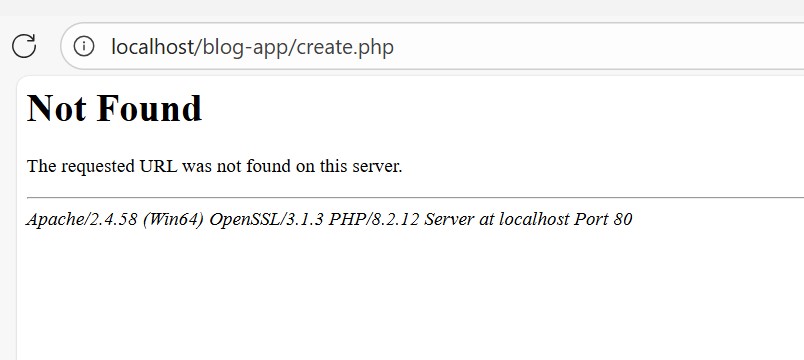 localhost/blog-app/create.php
Not Found
The requested URL was not found on this server.
Apache/2.4.58 (Win64) OpenSSL/3.1.3 PHP/8.2.12 Server at localhost Port 80